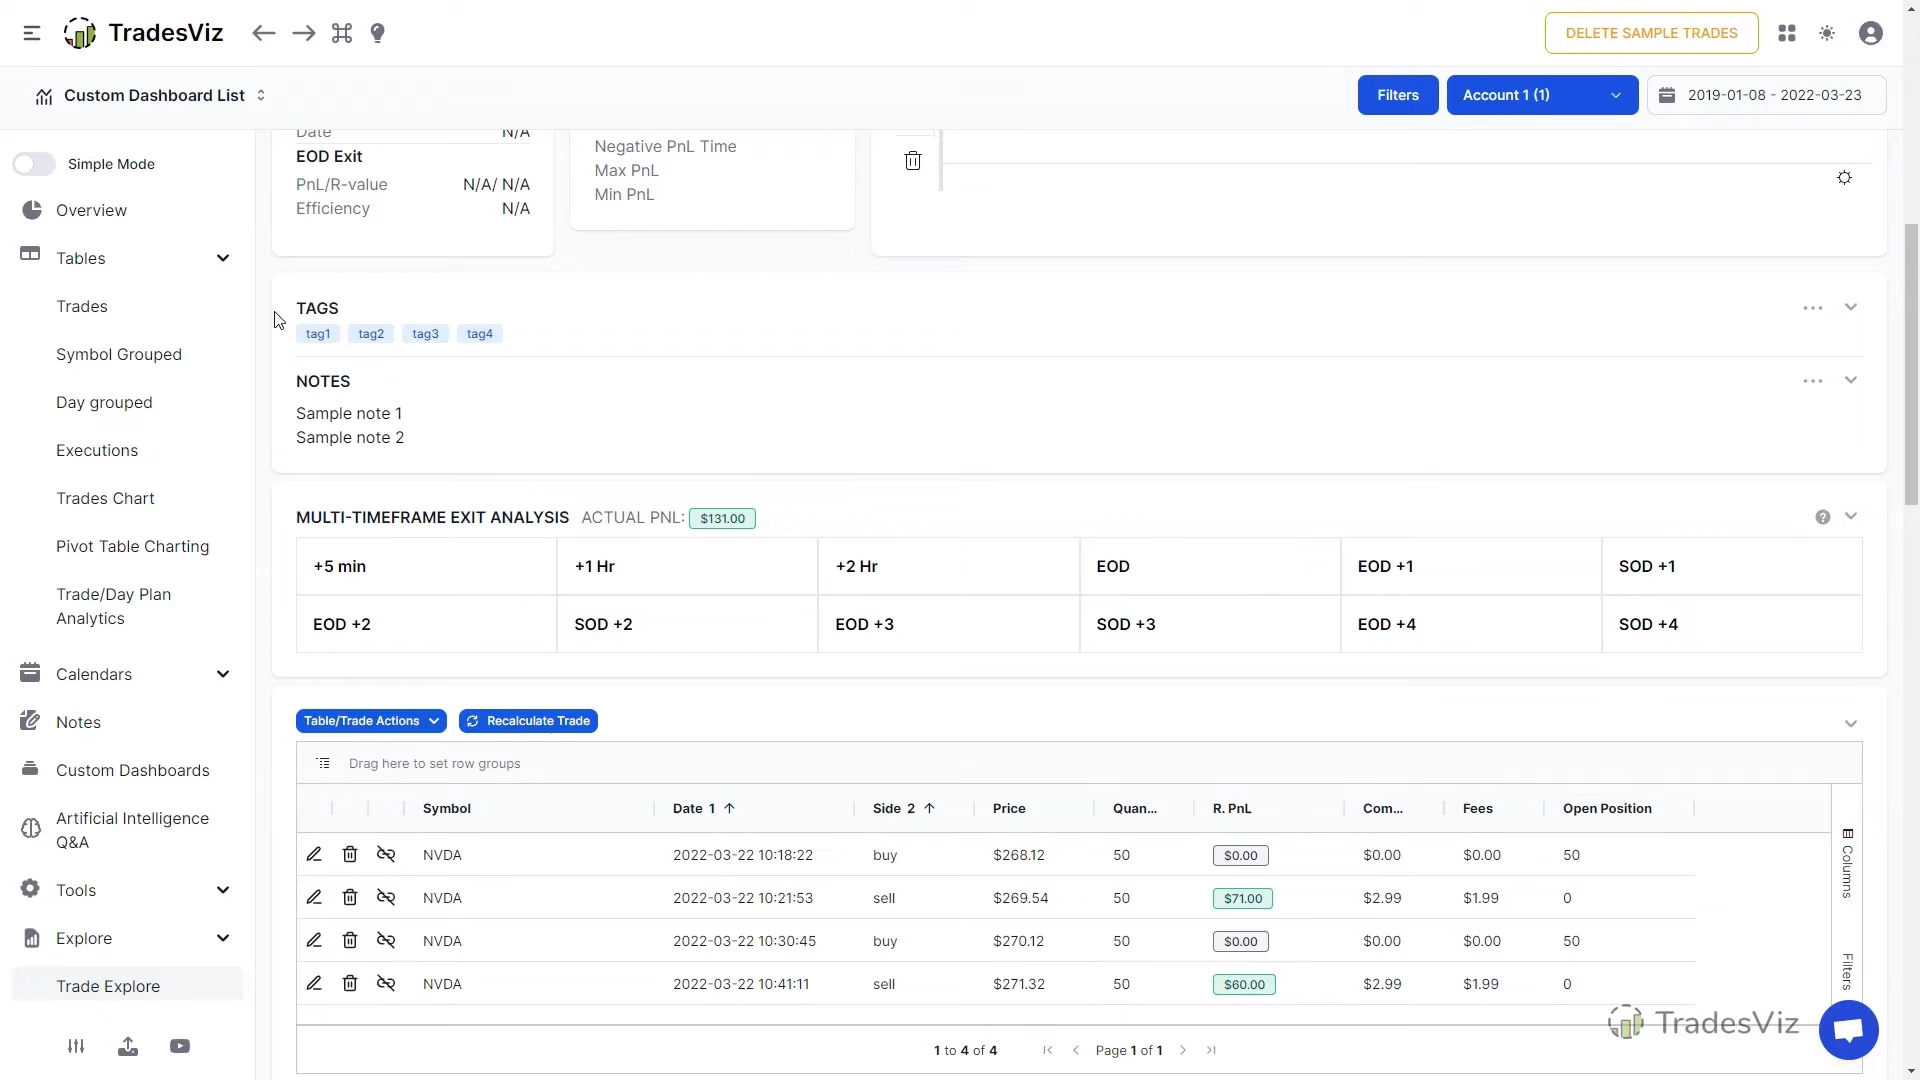 TradesViz
DELETE SAMPLE TRADES
Custom Dashboard List
Filters
Account 1 (1)
2019-01-08 - 2022-03-23
Simple Mode
Overview
Tables
Trades
Symbol Grouped
Day grouped
Executions
Trades Chart
Pivot Table Charting
Trade/Day Plan
Analytics
Calendars
Notes
Custom Dashboards
Artificial Intelligence
Q&A
Tools
Explore
Trade Explore
Date N/A
EOD Exit
PnL/R-value N/A/ N/A
Efficiency N/A
Negative PnL Time
Max PnL
Min PnL
TAGS
tag1 tag2 tag3 tag4
NOTES
Sample note 1
Sample note 2
MULTI-TIMEFRAME EXIT ANALYSIS ACTUAL PNL: $131.00
+5 min +1 Hr +2 Hr EOD EOD +1 SOD +1
EOD +2 SOD +2 EOD +3 SOD +3 EOD +4 SOD +4
Table/Trade Actions Recalculate Trade
Drag here to set row groups
Symbol Date 1 Side 2 Price Quan... R. PnL Com... Fees Open Position
NVDA 2022-03-22 10:18:22 buy $268.12 50 $0.00 $0.00 $0.00 50
NVDA 2022-03-22 10:21:53 sell $269.54 50 $71.00 $2.99 $1.99 0
NVDA 2022-03-22 10:30:45 buy $270.12 50 $0.00 $0.00 $0.00 50
NVDA 2022-03-22 10:41:11 sell $271.32 50 $60.00 $2.99 $1.99 0
Columns
Filters
1 to 4 of 4 Page 1 of 1
TradesViz